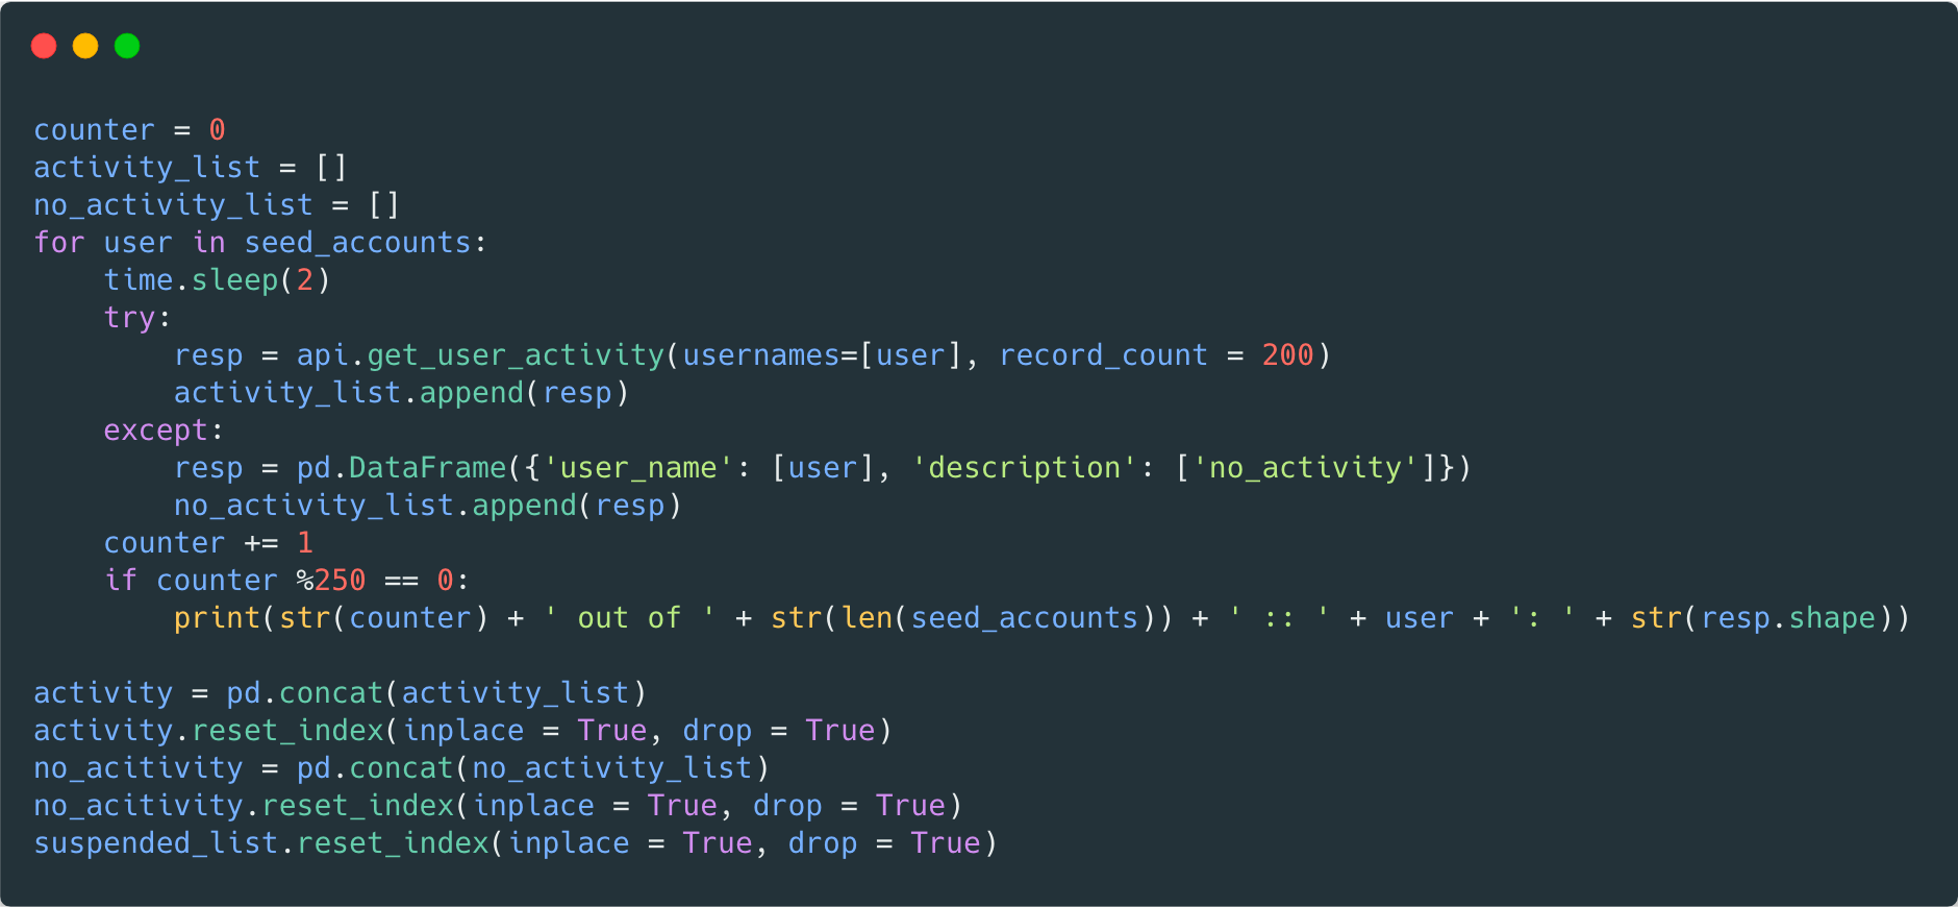 counter = 0
activity_list = []
no_activity_list = []
for user in seed_accounts:
    time.sleep(2)
    try:
        resp = api.get_user_activity(usernames=[user], record_count = 200)
        activity_list.append(resp)
    except:
        resp = pd.DataFrame({'user_name': [user], 'description': ['no_activity']})
        no_activity_list.append(resp)
    counter += 1
    if counter %250 == 0:
        print(str(counter) + ' out of ' + str(len(seed_accounts)) + ' :: ' + user + ': ' + str(resp.shape))

activity = pd.concat(activity_list)
activity.reset_index(inplace = True, drop = True)
no_acitivity = pd.concat(no_activity_list)
no_acitivity.reset_index(inplace = True, drop = True)
suspended_list.reset_index(inplace = True, drop = True)